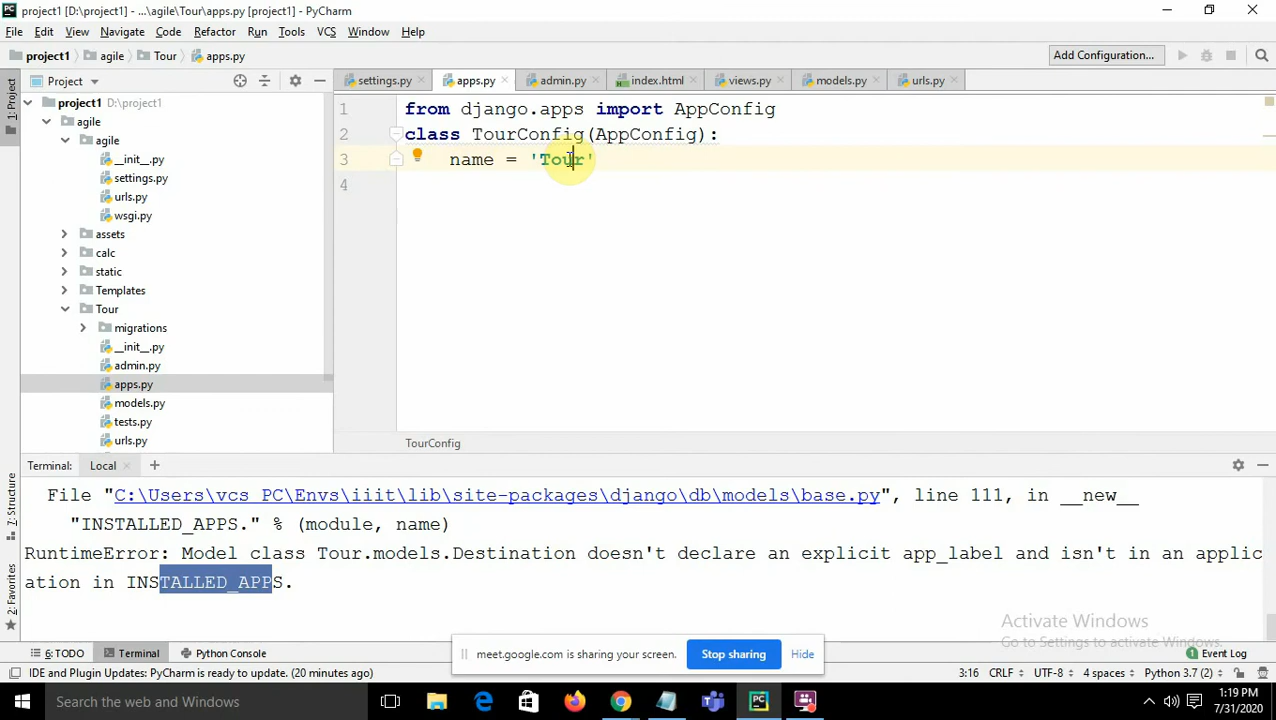 project1 [D:\project1] - ...\agile\Tour\apps.py [project1] - PyCharm
File Edit View Navigate Code Refactor Run Tools VCS Window Help
project1 agile Tour apps.py Add Configuration...
1: Project
Project
settings.py apps.py admin.py index.html views.py models.py urls.py
project1 D:\project1
agile
agile
__init__.py
settings.py
urls.py
wsgi.py
assets
calc
static
Templates
Tour
migrations
__init__.py
admin.py
apps.py
models.py
tests.py
urls.py
1 from django.apps import AppConfig
2 class TourConfig(AppConfig):
3 name = 'Tour'
4
TourConfig
Terminal: Local
File "C:\Users\vcs PC\Envs\iiit\lib\site-packages\django\db\models\base.py", line 111, in __new__
"INSTALLED_APPS." % (module, name)
RuntimeError: Model class Tour.models.Destination doesn't declare an explicit app_label and isn't in an applic
ation in INSTALLED_APPS.
7: Structure
2: Favorites
Activate Windows
Go to Settings to activate Windows.
meet.google.com is sharing your screen. Stop sharing Hide
6: TODO Terminal Python Console 1 Event Log
IDE and Plugin Updates: PyCharm is ready to update. (20 minutes ago) 3:16 CRLF UTF-8 4 spaces Python 3.7 (2)
Search the web and Windows
1:19 PM
7/31/2020